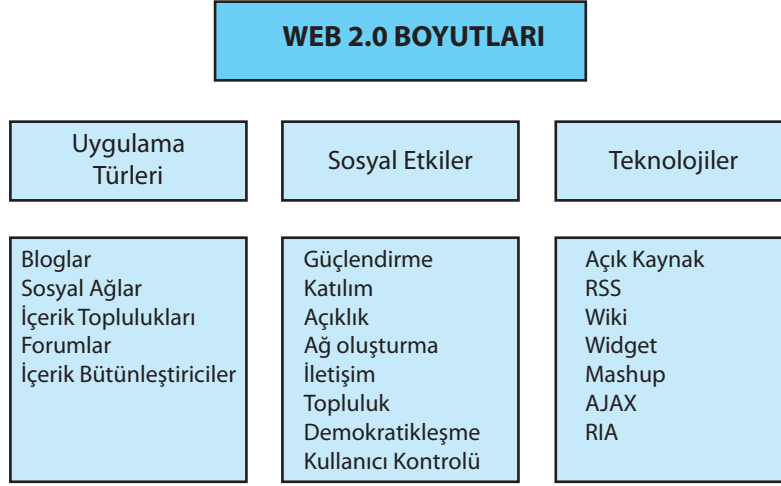 WEB 2.0 BOYUTLARI
Uygulama
Türleri
Sosyal Etkiler
Teknolojiler
Bloglar
Sosyal Ağlar
İçerik Toplulukları
Forumlar
İçerik Bütünleştiriciler
Güçlendirme
Katılım
Açıklık
Ağ oluşturma
İletişim
Topluluk
Demokratikleşme
Kullanıcı Kontrolü
Açık Kaynak
RSS
Wiki
Widget
Mashup
AJAX
RIA